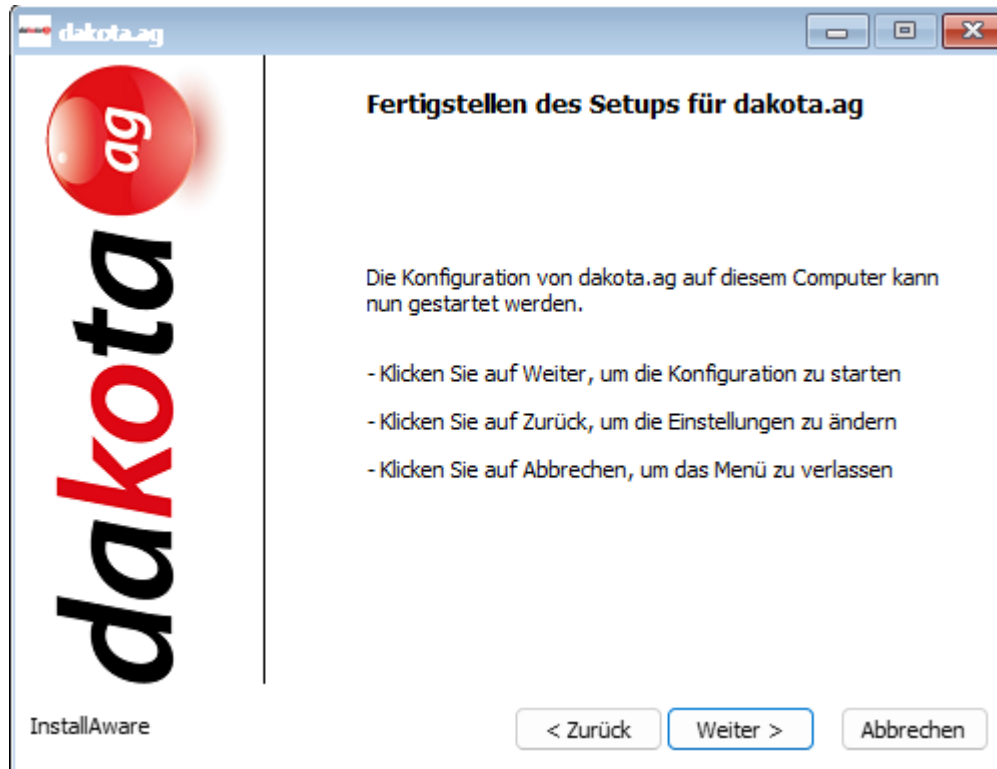 dakota.ag
dakota ag
Fertigstellen des Setups für dakota.ag
Die Konfiguration von dakota.ag auf diesem Computer kann
nun gestartet werden.
- Klicken Sie auf Weiter, um die Konfiguration zu starten
- Klicken Sie auf Zurück, um die Einstellungen zu ändern
- Klicken Sie auf Abbrechen, um das Menü zu verlassen
InstallAware
< Zurück
Weiter >
Abbrechen